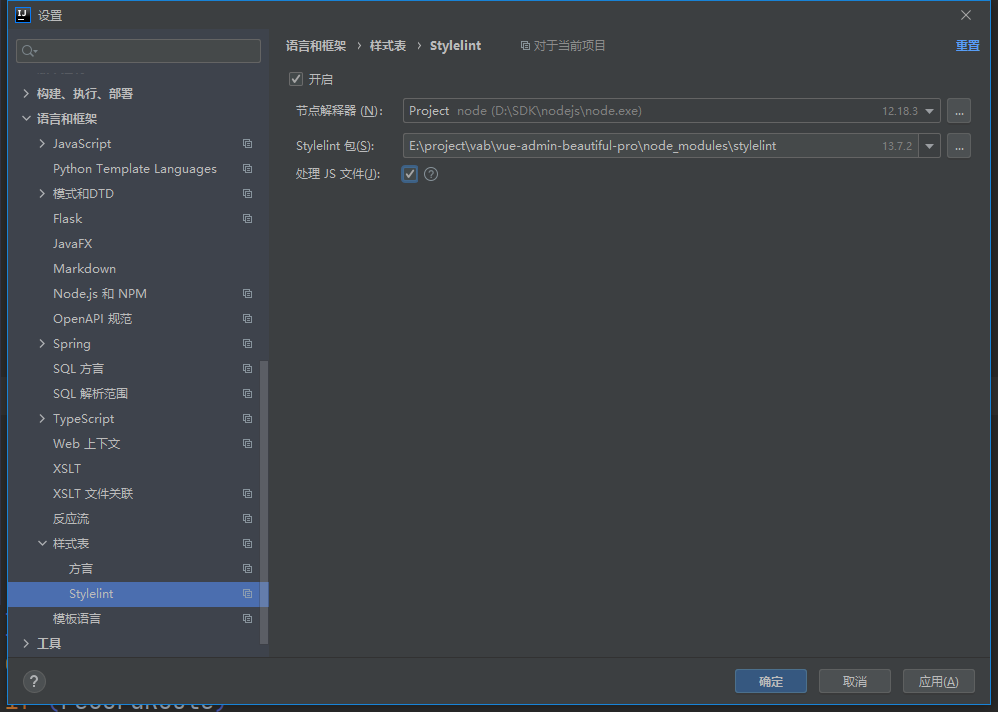 设置
语言和框架 › 样式表 › Stylelint 对于当前项目 重置
开启
节点解释器 (N): Project node (D:\SDK\nodejs\node.exe) 12.18.3 ...
Stylelint 包(S): E:\project\vab\vue-admin-beautiful-pro\node_modules\stylelint 13.7.2 ...
处理 JS 文件(J): ?
构建、执行、部署
语言和框架
JavaScript
Python Template Languages
模式和DTD
Flask
JavaFX
Markdown
Node.js 和 NPM
OpenAPI 规范
Spring
SQL 方言
SQL 解析范围
TypeScript
Web 上下文
XSLT
XSLT 文件关联
反应流
样式表
方言
Stylelint
模板语言
工具
? 确定 取消 应用(A)